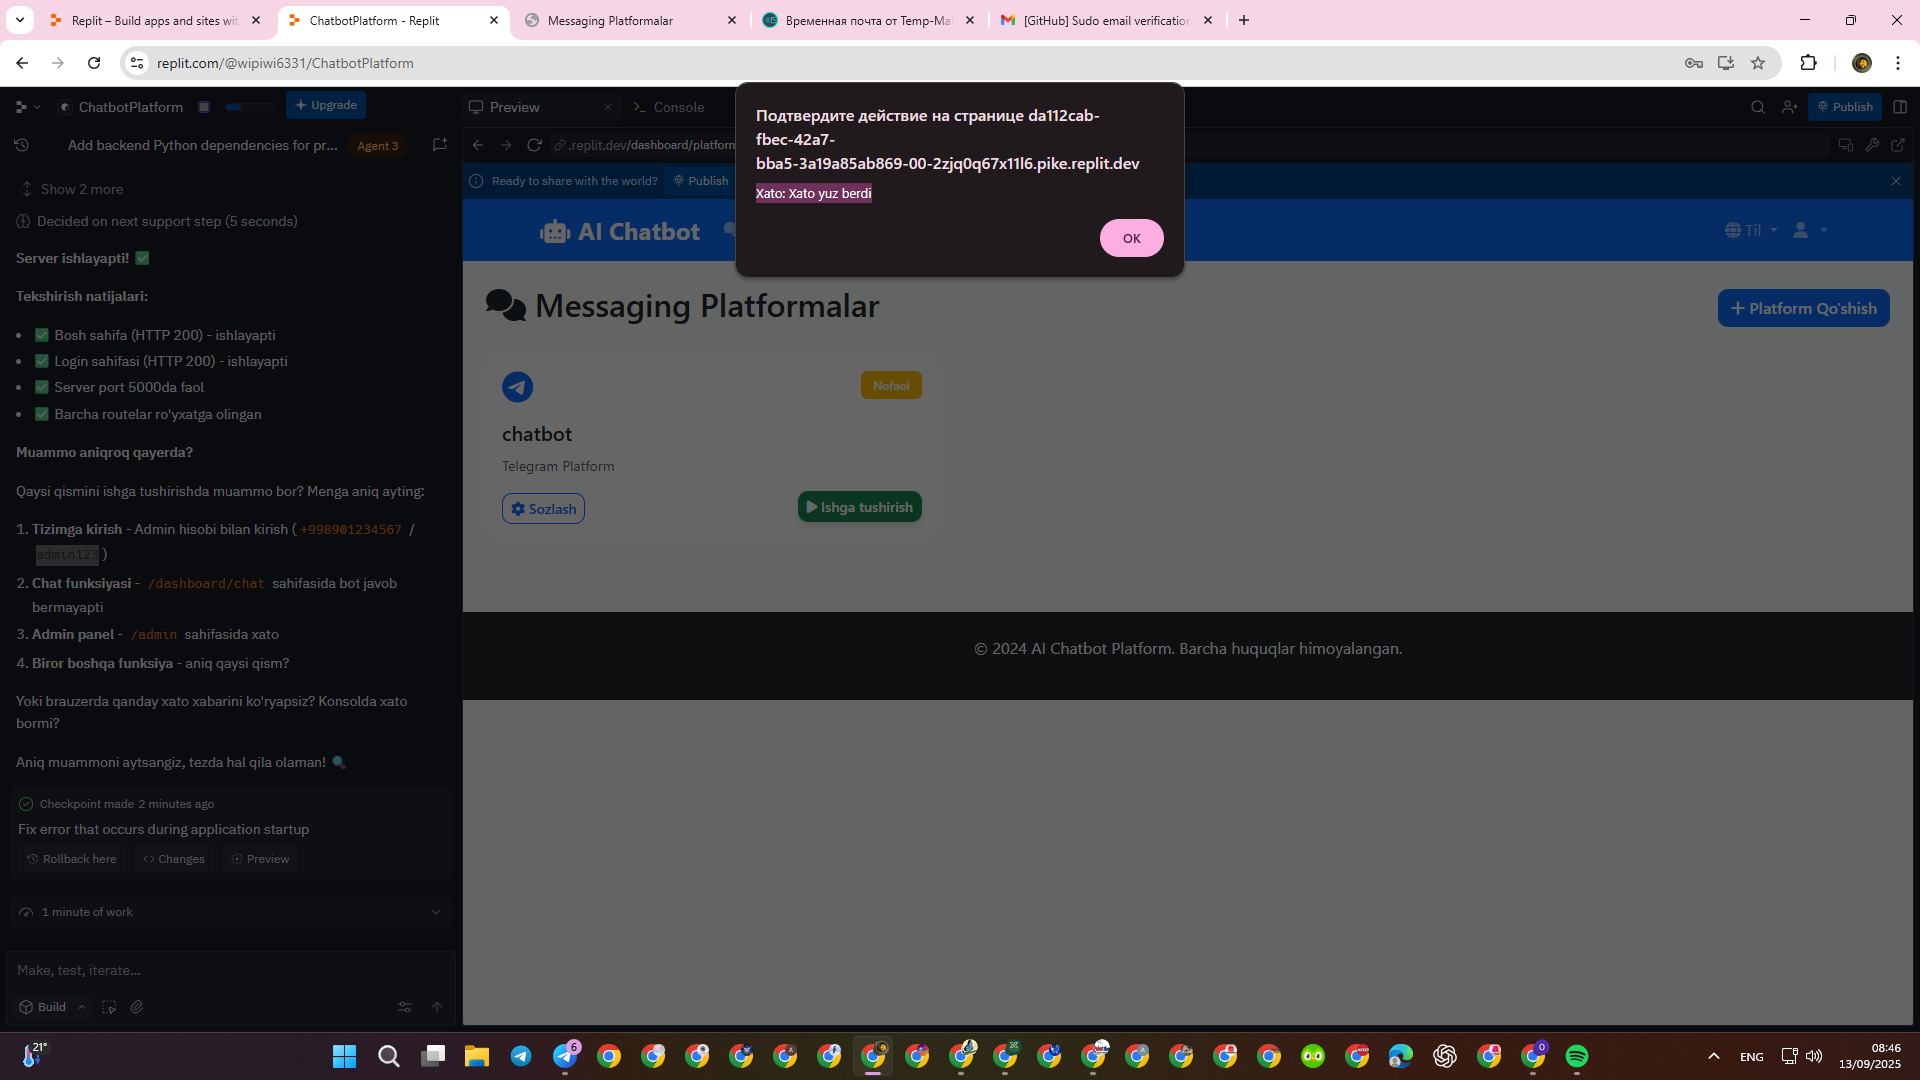 Replit – Build apps and sites wit
ChatbotPlatform - Replit
Messaging Platformalar
Временная почта от Temp-Mai
[GitHub] Sudo email verification
replit.com/@wipiwi6331/ChatbotPlatform
ChatbotPlatform
Upgrade
Preview
Console
Publish
Add backend Python dependencies for pr...
Agent 3
.replit.dev/dashboard/platform
Подтвердите действие на странице da112cab-
fbec-42a7-
bba5-3a19a85ab869-00-2zjq0q67x11l6.pike.replit.dev
Xato: Xato yuz berdi
OK
Show 2 more
Ready to share with the world?
Publish
Decided on next support step (5 seconds)
AI Chatbot
Til
Server ishlayapti! ✅
Tekshirish natijalari:
• ✅ Bosh sahifa (HTTP 200) - ishlayapti
• ✅ Login sahifasi (HTTP 200) - ishlayapti
• ✅ Server port 5000da faol
• ✅ Barcha routelar ro'yxatga olingan
Muammo aniqroq qayerda?
Qaysi qismini ishga tushirishda muammo bor? Menga aniq ayting:
1. Tizimga kirish - Admin hisobi bilan kirish ( +998901234567 /
admin123 )
2. Chat funksiyasi - /dashboard/chat sahifasida bot javob
bermayapti
3. Admin panel - /admin sahifasida xato
4. Biror boshqa funksiya - aniq qaysi qism?
Yoki brauzerda qanday xato xabarini ko'ryapsiz? Konsolda xato
bormi?
Aniq muammoni aytsangiz, tezda hal qila olaman! 🔍
Checkpoint made 2 minutes ago
Fix error that occurs during application startup
Rollback here
Changes
Preview
1 minute of work
Make, test, iterate...
Build
Messaging Platformalar
+ Platform Qo'shish
Nofaol
chatbot
Telegram Platform
Sozlash
Ishga tushirish
© 2024 AI Chatbot Platform. Barcha huquqlar himoyalangan.
21°
6
0
ENG
08:46
13/09/2025